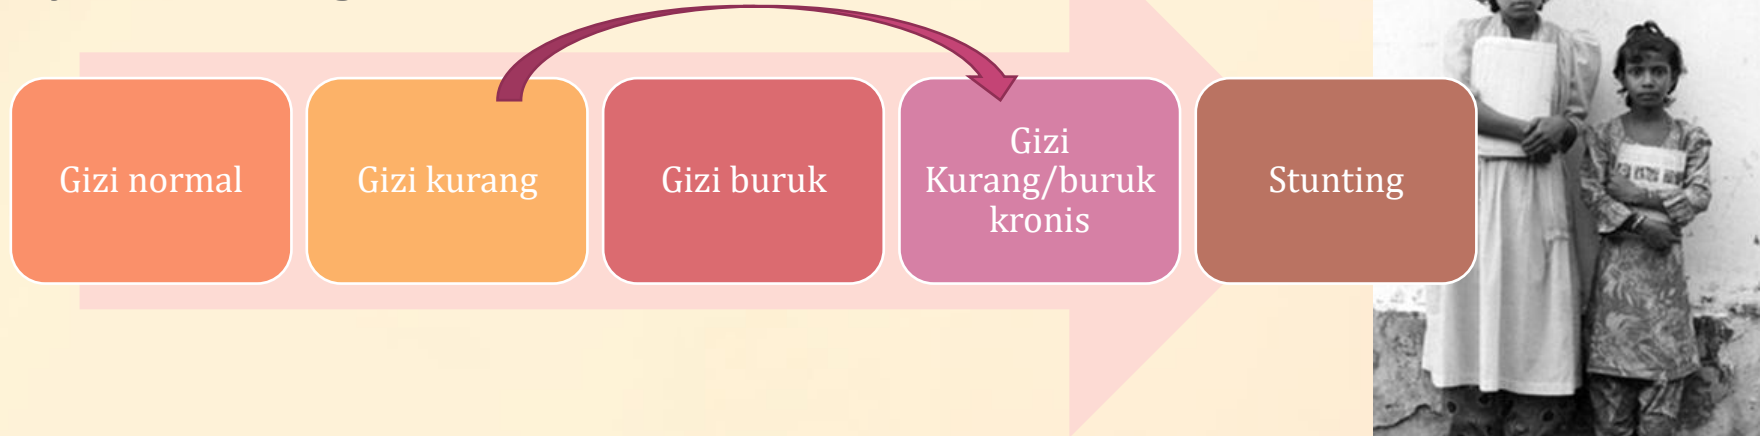 Gizi normal
Gizi kurang
Gizi buruk
Gizi
Kurang/buruk
kronis
Stunting